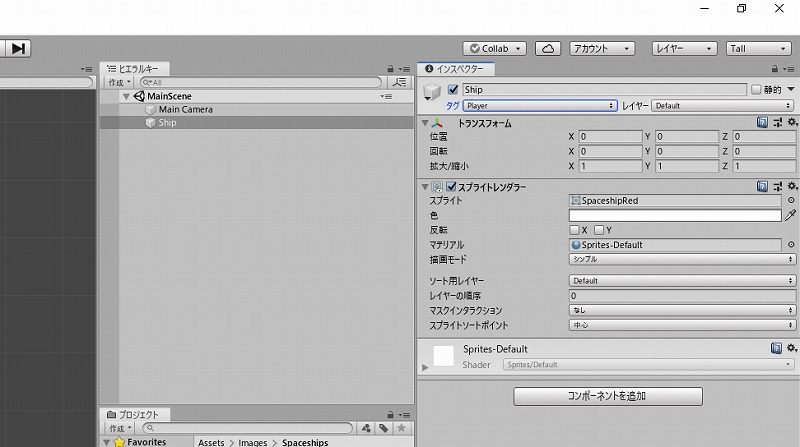 Collab アカウント レイヤー Tall
ヒエラルキー
作成 All
MainScene
Main Camera
Ship
インスペクター
Ship 静的
タグ Player レイヤー Default
トランスフォーム
位置 X 0 Y 0 Z 0
回転 X 0 Y 0 Z 0
拡大/縮小 X 1 Y 1 Z 1
スプライトレンダラー
スプライト SpaceshipRed
色
反転 X Y
マテリアル Sprites-Default
描画モード シンプル
ソート用レイヤー Default
レイヤーの順序 0
マスクインタラクション なし
スプライトソートポイント 中心
Sprites-Default
Shader Sprites/Default
コンポーネントを追加
プロジェクト
作成
Favorites Assets > Images > Spaceships